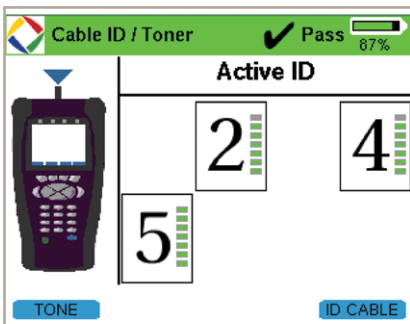 Cable ID / Toner Pass 87%
Active ID
2 4
5
TONE ID CABLE